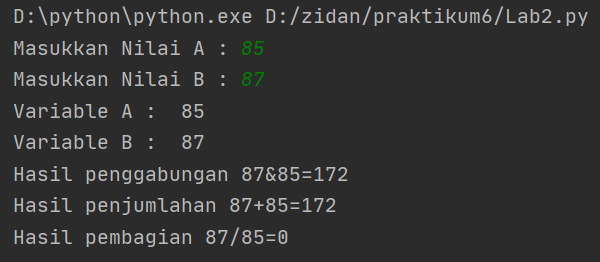 D:\python\python.exe D:/zidan/praktikum6/Lab2.py
Masukkan Nilai A : 85
Masukkan Nilai B : 87
Variable A :  85
Variable B :  87
Hasil penggabungan 87&85=172
Hasil penjumlahan 87+85=172
Hasil pembagian 87/85=0